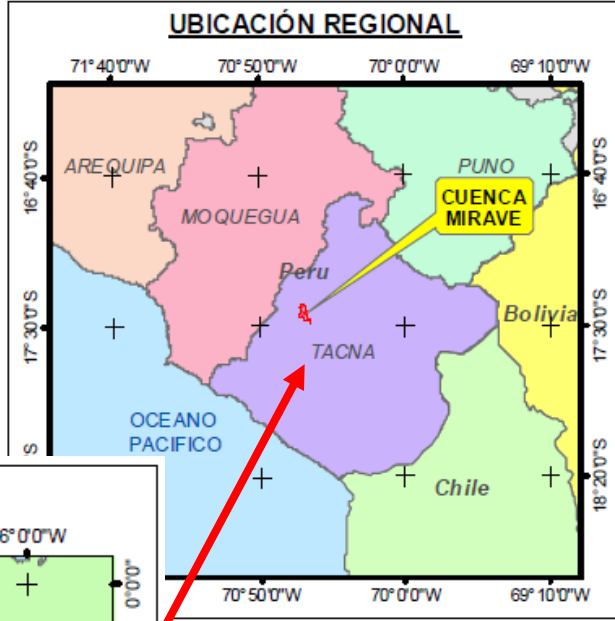 UBICACIÓN REGIONAL
71° 40'0"W 70° 50'0"W 70° 0'0"W 69° 10'0"W
16° 40'0"S 16° 40'0"S
AREQUIPA
PUNO
CUENCA
MIRAVE
MOQUEGUA
Peru
Bolivia
17° 30'0"S 17° 30'0"S
TACNA
OCEANO
PACIFICO
Chile
18° 20'0"S
6° 0'0"W
0°0'0"
70° 50'0"W 70° 0'0"W 69° 10'0"W